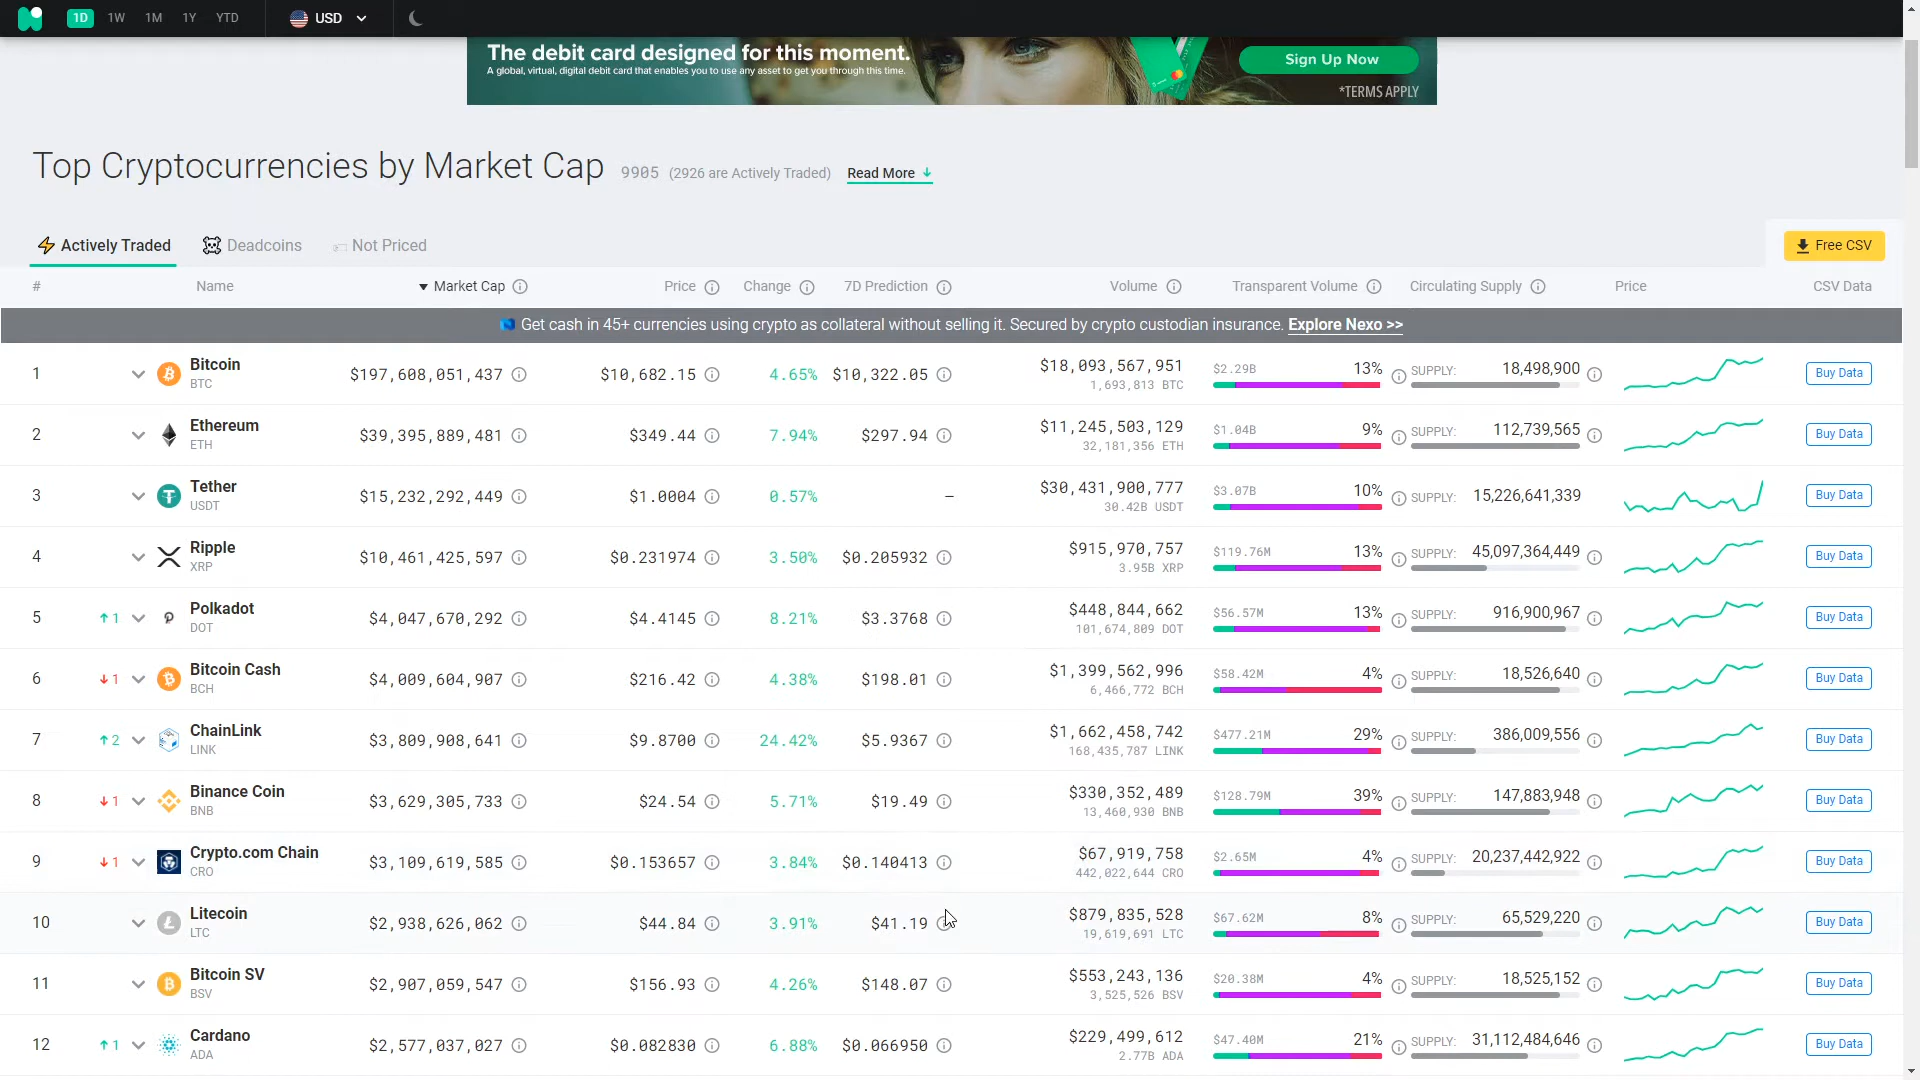 1D 1W 1M 1Y YTD USD
The debit card designed for this moment.
A global, virtual, digital debit card that enables you to use any asset to get you through this time.
Sign Up Now
*TERMS APPLY
Top Cryptocurrencies by Market Cap 9905 (2926 are Actively Traded) Read More
Actively Traded Deadcoins Not Priced Free CSV
# Name Market Cap Price Change 7D Prediction Volume Transparent Volume Circulating Supply Price CSV Data
Get cash in 45+ currencies using crypto as collateral without selling it. Secured by crypto custodian insurance. Explore Nexo >>
1 Bitcoin $197,608,051,437 $10,682.15 4.65% $10,322.05 $18,093,567,951 $2.29B 13% SUPPLY: 18,498,900 Buy Data
BTC 1,693,813 BTC
2 Ethereum $39,395,889,481 $349.44 7.94% $297.94 $11,245,503,129 $1.04B 9% SUPPLY: 112,739,565 Buy Data
ETH 32,181,356 ETH
3 Tether $15,232,292,449 $1.0004 0.57% – $30,431,900,777 $3.07B 10% SUPPLY: 15,226,641,339 Buy Data
USDT 30.42B USDT
4 Ripple $10,461,425,597 $0.231974 3.50% $0.205932 $915,970,757 $119.76M 13% SUPPLY: 45,097,364,449 Buy Data
XRP 3.95B XRP
5 1 Polkadot $4,047,670,292 $4.4145 8.21% $3.3768 $448,844,662 $56.57M 13% SUPPLY: 916,900,967 Buy Data
DOT 101,674,809 DOT
6 1 Bitcoin Cash $4,009,604,907 $216.42 4.38% $198.01 $1,399,562,996 $58.42M 4% SUPPLY: 18,526,640 Buy Data
BCH 6,466,772 BCH
7 2 ChainLink $3,809,908,641 $9.8700 24.42% $5.9367 $1,662,458,742 $477.21M 29% SUPPLY: 386,009,556 Buy Data
LINK 168,435,787 LINK
8 1 Binance Coin $3,629,305,733 $24.54 5.71% $19.49 $330,352,489 $128.79M 39% SUPPLY: 147,883,948 Buy Data
BNB 13,460,930 BNB
9 1 Crypto.com Chain $3,109,619,585 $0.153657 3.84% $0.140413 $67,919,758 $2.65M 4% SUPPLY: 20,237,442,922 Buy Data
CRO 442,022,644 CRO
10 Litecoin $2,938,626,062 $44.84 3.91% $41.19 $879,835,528 $67.62M 8% SUPPLY: 65,529,220 Buy Data
LTC 19,619,691 LTC
11 Bitcoin SV $2,907,059,547 $156.93 4.26% $148.07 $553,243,136 $20.38M 4% SUPPLY: 18,525,152 Buy Data
BSV 3,525,526 BSV
12 1 Cardano $2,577,037,027 $0.082830 6.88% $0.066950 $229,499,612 $47.40M 21% SUPPLY: 31,112,484,646 Buy Data
ADA 2.77B ADA